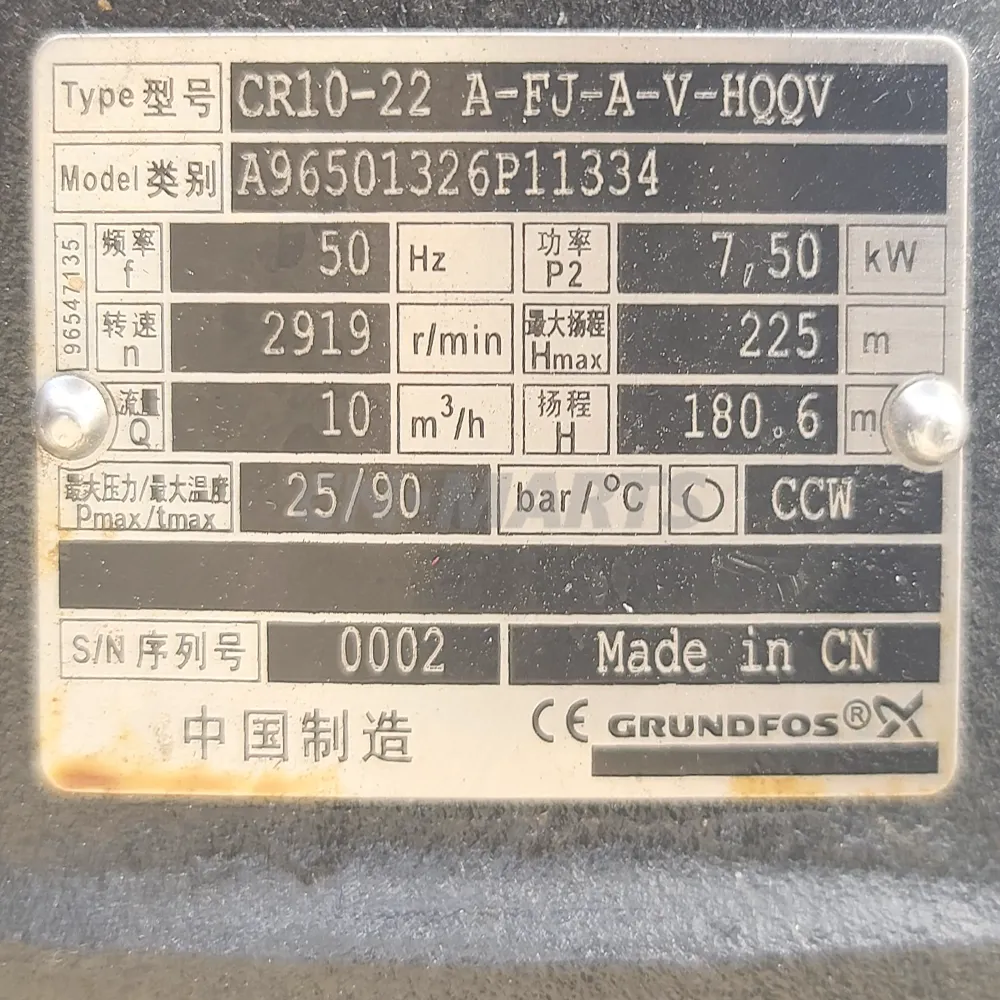 Type 型号 CR10-22 A-FJ-A-V-HQQV
Model 类别 A96501326P11334
96547135
频率 f 50 Hz 功率 P2 7,50 kW
转速 n 2919 r/min 最大扬程 Hmax 225 m
流量 Q 10 m³/h 扬程 H 180.6 m
最大压力/最大温度 Pmax/tmax 25/90 bar/°C CCW
S/N 序列号 0002 Made in CN
中国制造 CE GRUNDFOS®